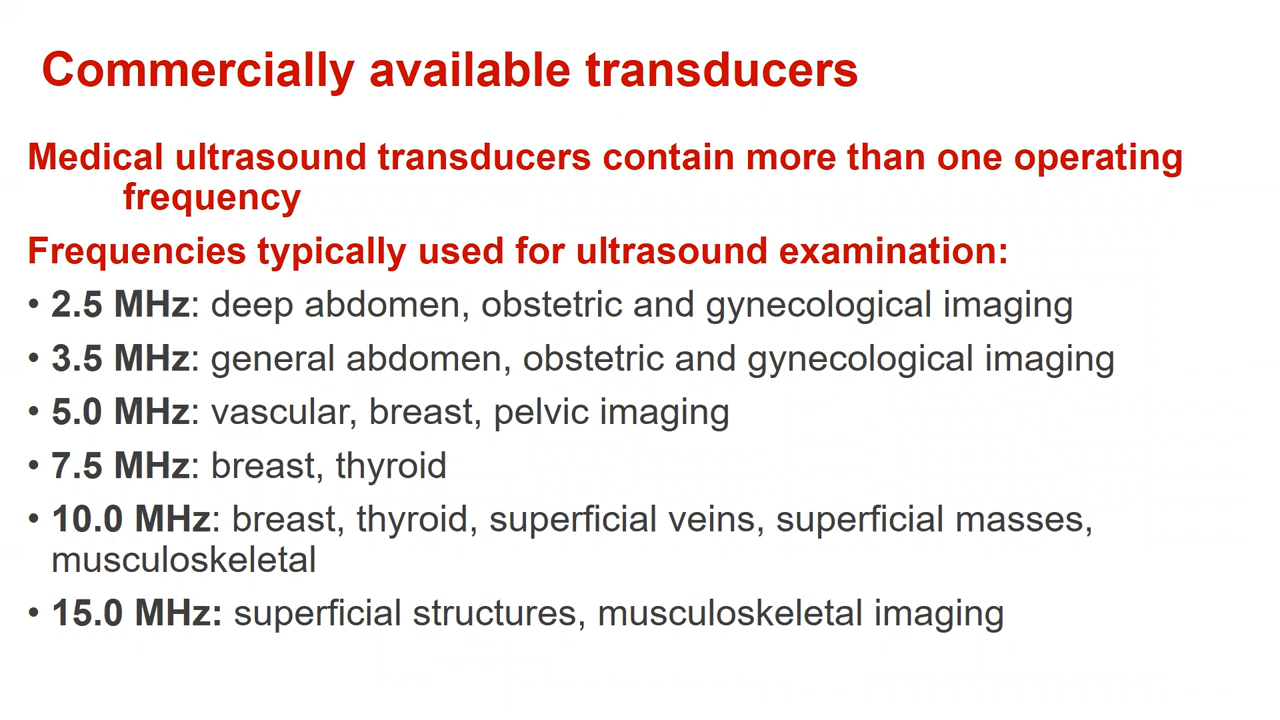 Commercially available transducers
Medical ultrasound transducers contain more than one operating
frequency
Frequencies typically used for ultrasound examination:
• 2.5 MHz: deep abdomen, obstetric and gynecological imaging
• 3.5 MHz: general abdomen, obstetric and gynecological imaging
• 5.0 MHz: vascular, breast, pelvic imaging
• 7.5 MHz: breast, thyroid
• 10.0 MHz: breast, thyroid, superficial veins, superficial masses,
musculoskeletal
• 15.0 MHz: superficial structures, musculoskeletal imaging